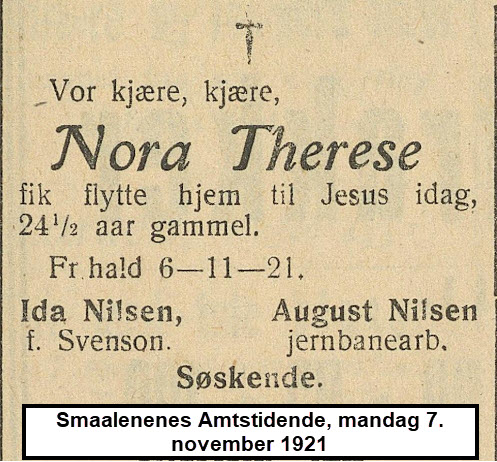 Vor kjære, kjære,
Nora Therese
fik flytte hjem til Jesus idag,
24½ aar gammel.
Fr.hald 6—11—21.
Ida Nilsen, August Nilsen
f. Svenson. jernbanearb.
Søskende.
Smaalenenes Amtstidende, mandag 7.
november 1921